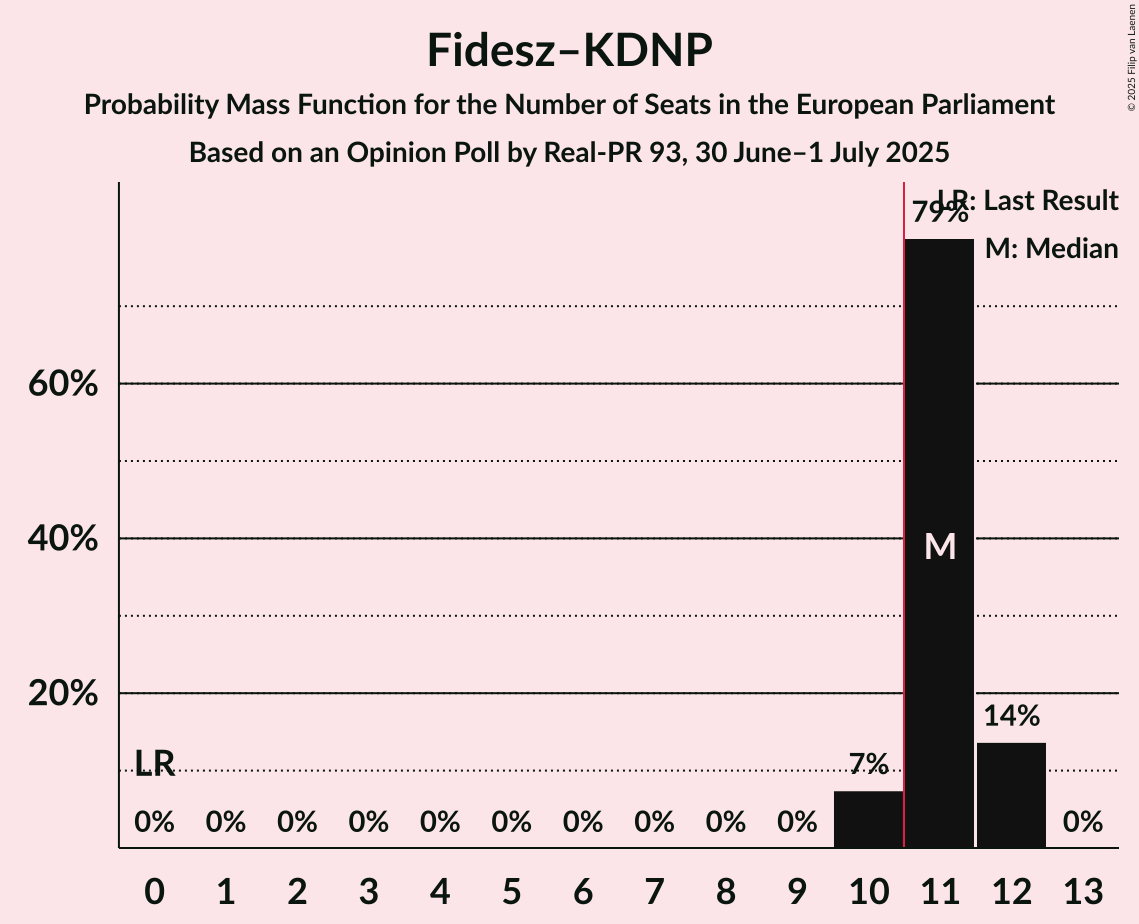 Fidesz–KDNP
Probability Mass Function for the Number of Seats in the European Parliament
Based on an Opinion Poll by Real-PR 93, 30 June–1 July 2025
© 2025 Filip van Laenen
LR: Last Result
M: Median
79%
60%
40%
20%
M
14%
LR
7%
0% 0% 0% 0% 0% 0% 0% 0% 0% 0% 0%
0 1 2 3 4 5 6 7 8 9 10 11 12 13